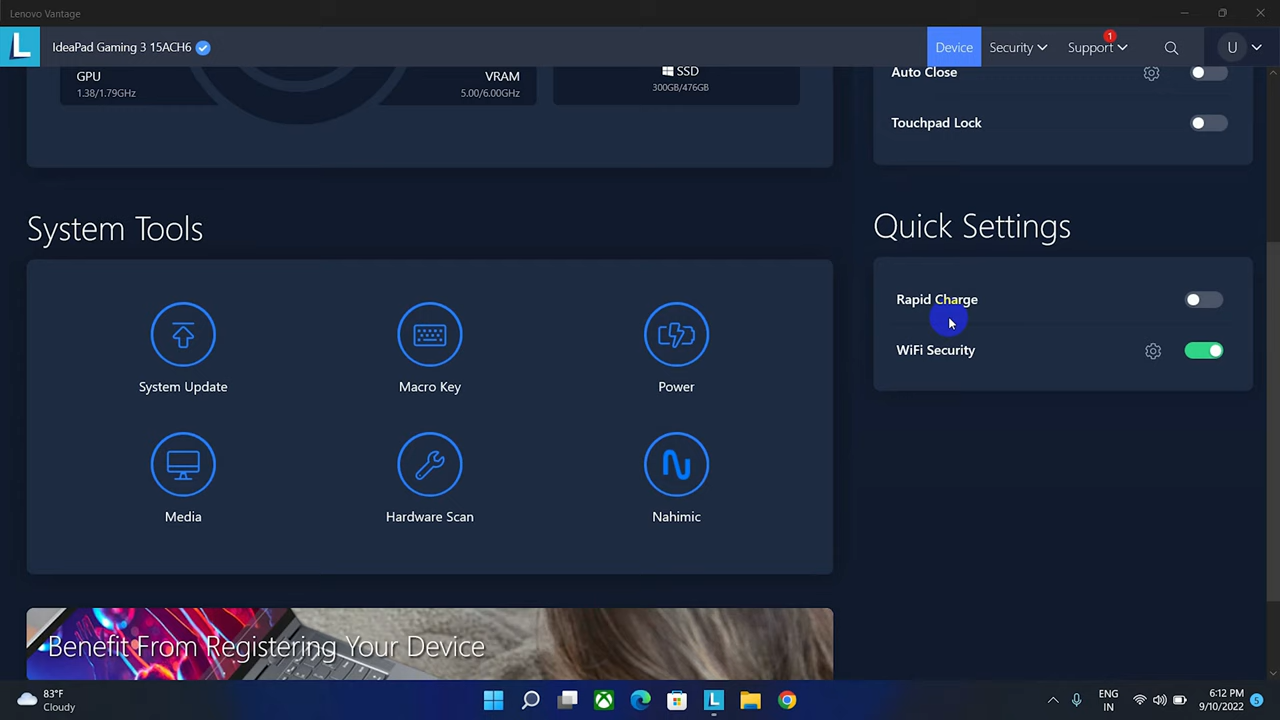 Lenovo Vantage
L
IdeaPad Gaming 3 15ACH6
Device
Security
Support
1
U
GPU
1.38/1.79GHz
VRAM
5.00/6.00GHz
SSD
300GB/476GB
Auto Close
Touchpad Lock
System Tools
System Update
Macro Key
Power
Media
Hardware Scan
Nahimic
Quick Settings
Rapid Charge
WiFi Security
Benefit From Registering Your Device
83°F
Cloudy
L
ENG
IN
6:12 PM
9/10/2022
5